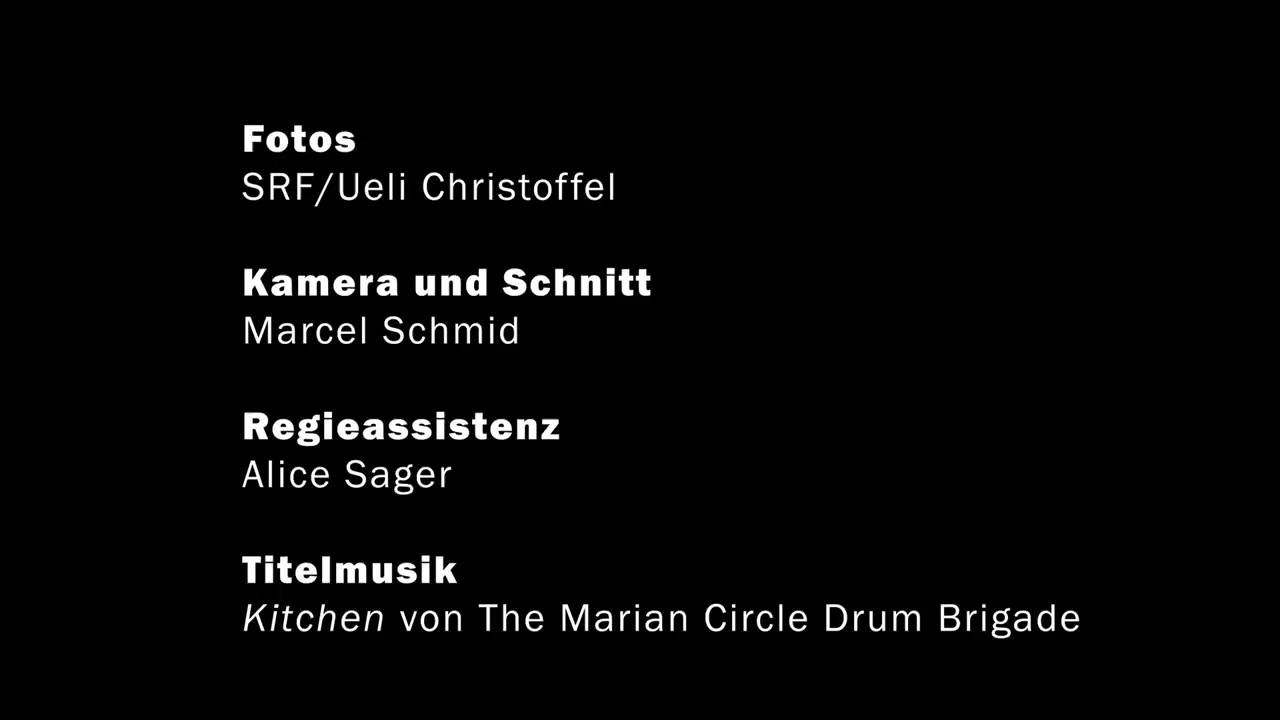 Fotos
SRF/Ueli Christoffel
Kamera und Schnitt
Marcel Schmid
Regieassistenz
Alice Sager
Titelmusik
Kitchen von The Marian Circle Drum Brigade